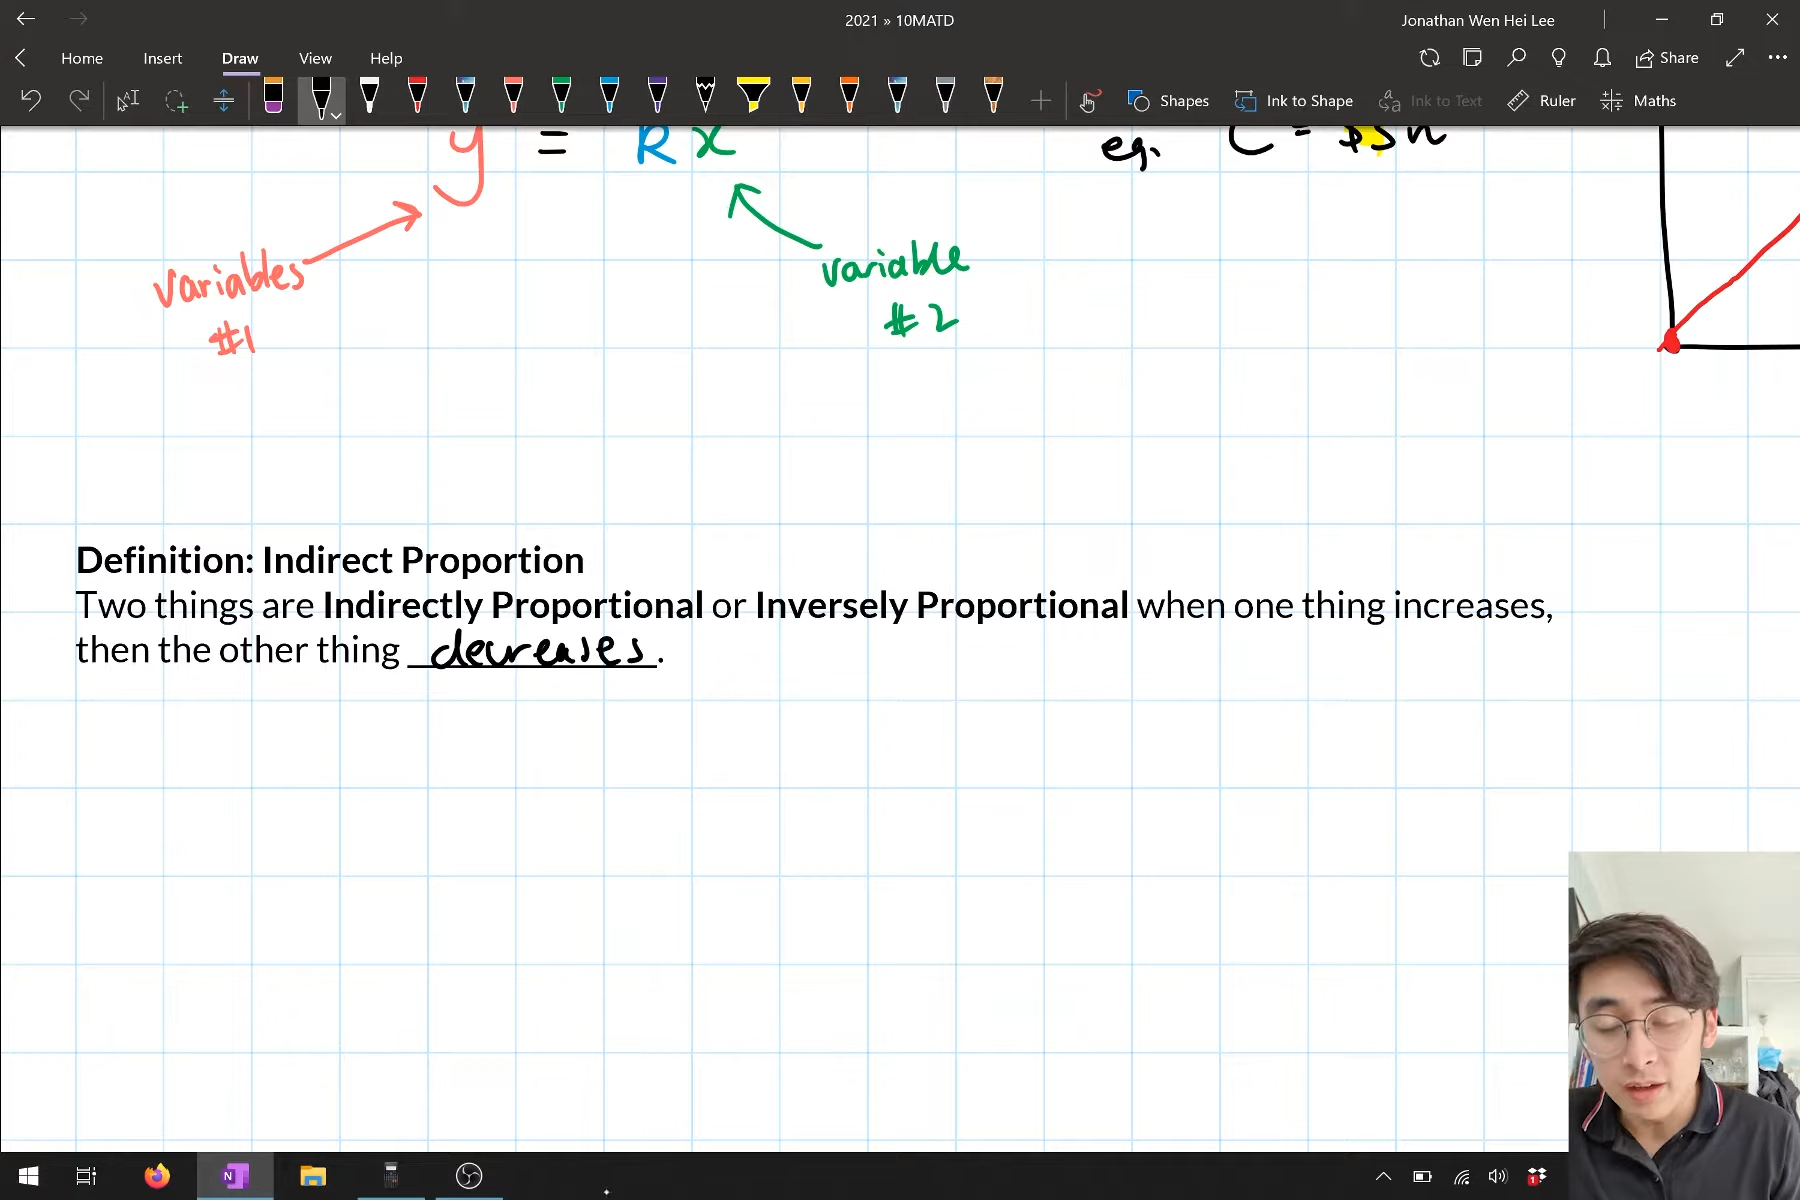 2021 » 10MATD
Jonathan Wen Hei Lee
Home Insert Draw View Help
Share
Shapes Ink to Shape Ink to Text Ruler Maths
y = kx
eg. C = $5n
variables
#1
variable
#2
Definition: Indirect Proportion
Two things are Indirectly Proportional or Inversely Proportional when one thing increases,
then the other thing decreases.